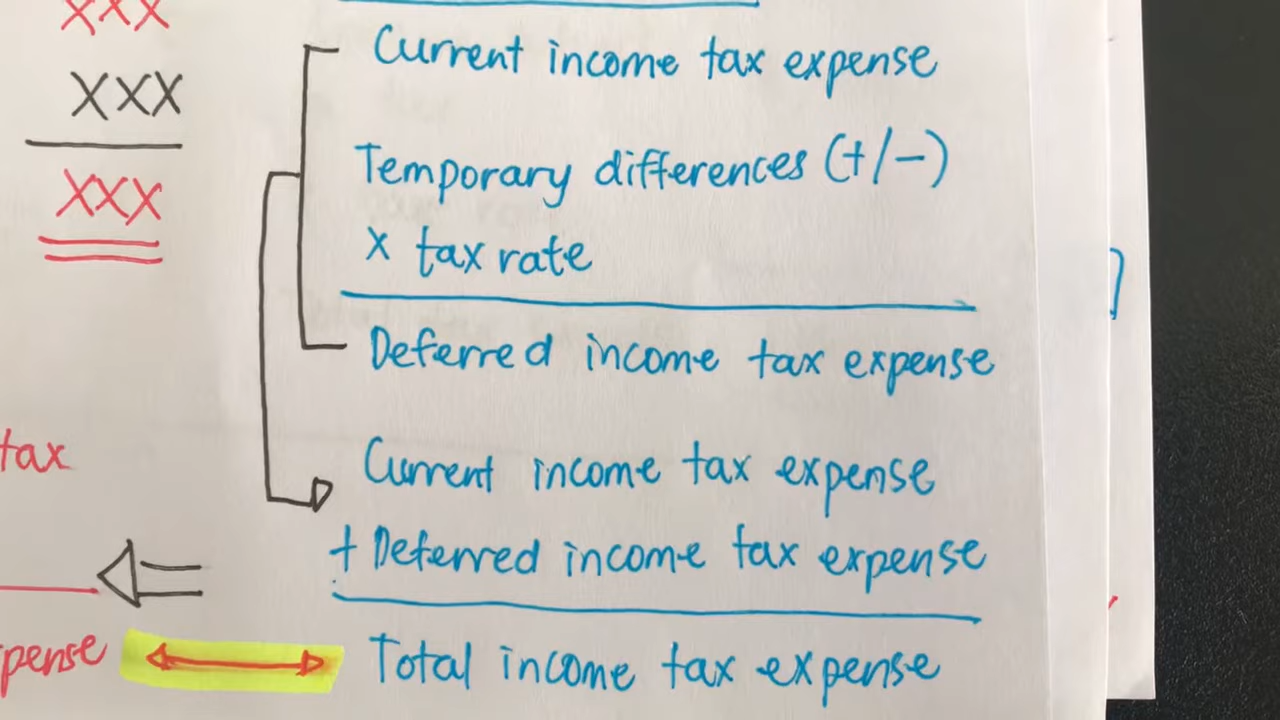 XXX
XXX
XXX
Current income tax expense
Temporary differences (+/-)
X tax rate
Deferred income tax expense
tax
Current income tax expense
+ Deferred income tax expense
pense
Total income tax expense